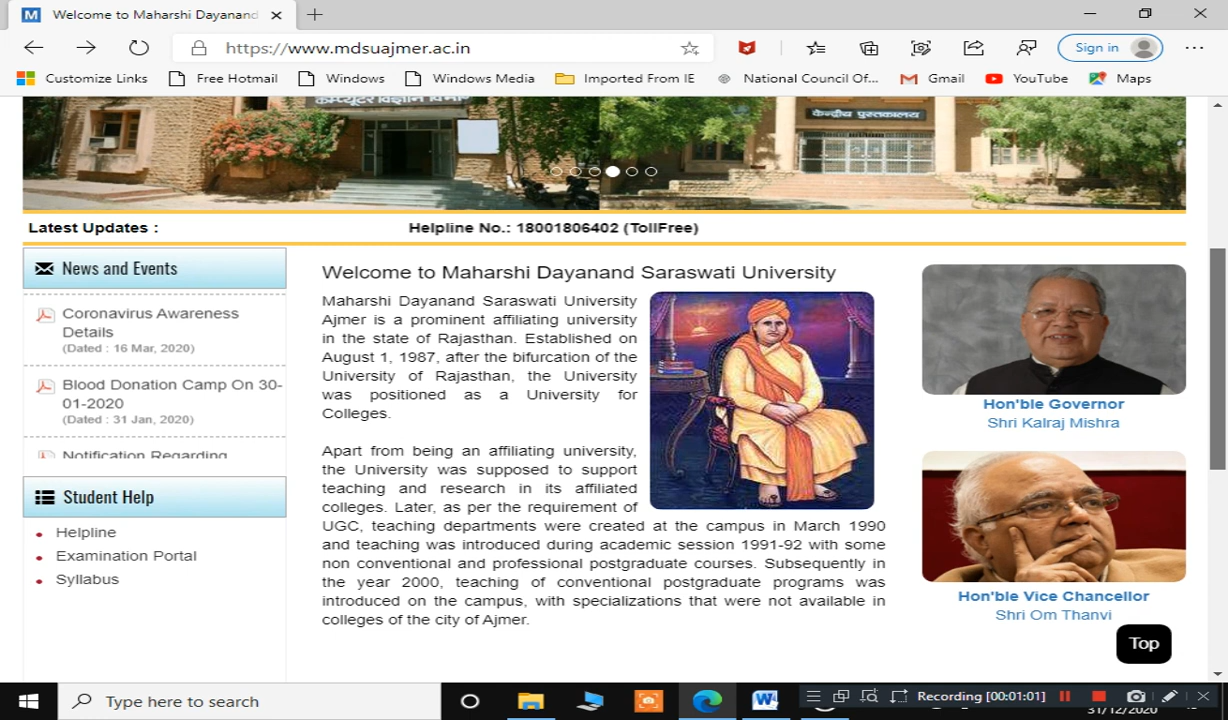 Welcome to Maharshi Dayanand
https://www.mdsuajmer.ac.in
Sign in
Customize Links
Free Hotmail
Windows
Windows Media
Imported From IE
National Council Of...
Gmail
YouTube
Maps
कम्प्यूटर विज्ञान विभाग
केन्द्रीय पुस्तकालय
Latest Updates :
Helpline No.: 18001806402 (TollFree)
News and Events
Coronavirus Awareness
Details
(Dated : 16 Mar, 2020)
Blood Donation Camp On 30-
01-2020
(Dated : 31 Jan, 2020)
Notification Regarding
Student Help
Helpline
Examination Portal
Syllabus
Welcome to Maharshi Dayanand Saraswati University
Maharshi Dayanand Saraswati University
Ajmer is a prominent affiliating university
in the state of Rajasthan. Established on
August 1, 1987, after the bifurcation of the
University of Rajasthan, the University
was positioned as a University for
Colleges.
Apart from being an affiliating university,
the University was supposed to support
teaching and research in its affiliated
colleges. Later, as per the requirement of
UGC, teaching departments were created at the campus in March 1990
and teaching was introduced during academic session 1991-92 with some
non conventional and professional postgraduate courses. Subsequently in
the year 2000, teaching of conventional postgraduate programs was
introduced on the campus, with specializations that were not available in
colleges of the city of Ajmer.
Hon'ble Governor
Shri Kalraj Mishra
Hon'ble Vice Chancellor
Shri Om Thanvi
Top
Type here to search
Recording [00:01:01]
31/12/2020